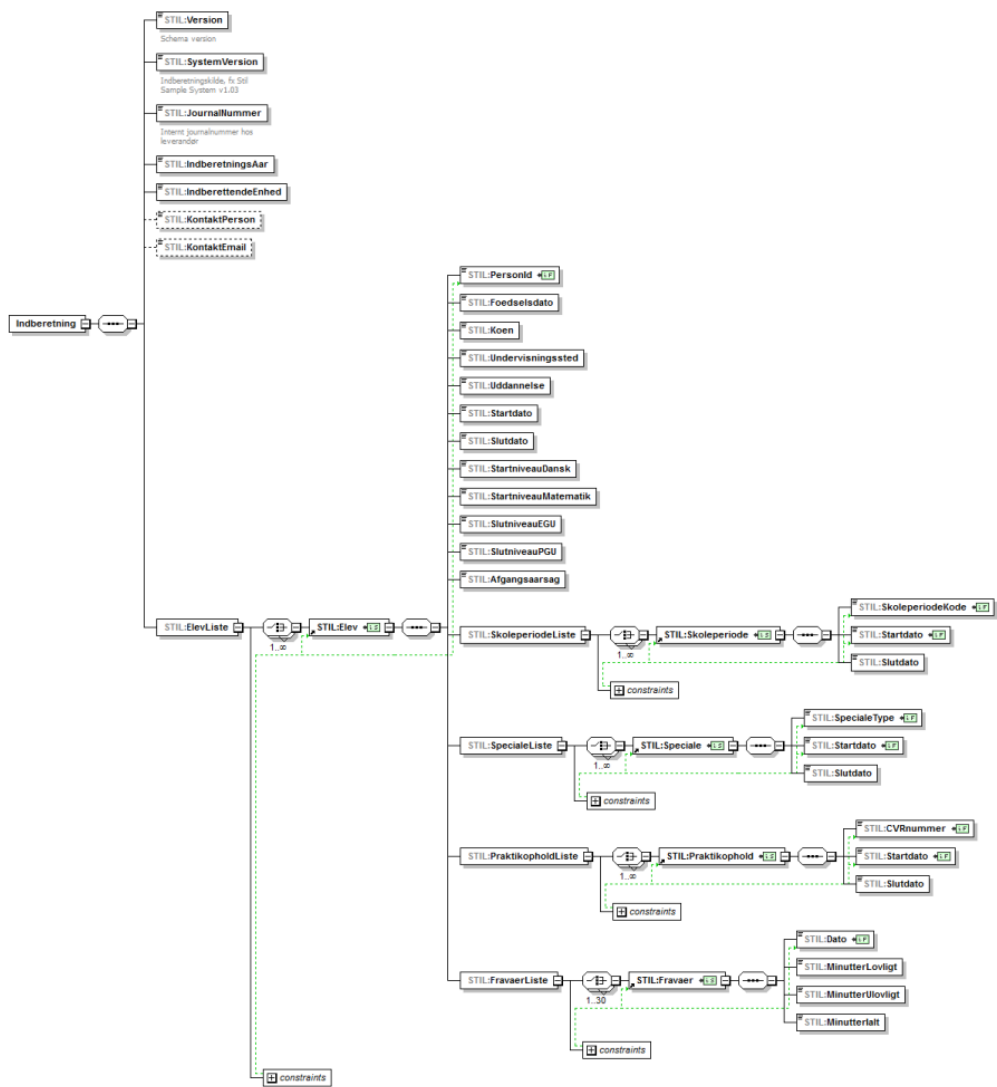 STIL:Version
Schema version
STIL:SystemVersion
Indberetningskilde, fx Stil
Sample System v1.03
STIL:JournalNummer
Internt journalnummer hos
leverandør
STIL:IndberetningsAar
STIL:IndberettendeEnhed
STIL:KontaktPerson
STIL:KontaktEmail
Indberetning
STIL:PersonId
STIL:Foedselsdato
STIL:Koen
STIL:Undervisningssted
STIL:Uddannelse
STIL:Startdato
STIL:Slutdato
STIL:StartniveauDansk
STIL:StartniveauMatematik
STIL:SlutniveauEGU
STIL:SlutniveauPGU
STIL:Afgangsaarsag
STIL:ElevListe
STIL:Elev
1..∞
STIL:SkoleperiodeListe
STIL:Skoleperiode
1..∞
STIL:SkoleperiodeKode
STIL:Startdato
STIL:Slutdato
constraints
STIL:SpecialeListe
STIL:Speciale
1..∞
STIL:SpecialeType
STIL:Startdato
STIL:Slutdato
constraints
STIL:PraktikopholdListe
STIL:Praktikophold
1..∞
STIL:CVRnummer
STIL:Startdato
STIL:Slutdato
constraints
STIL:FravaerListe
STIL:Fravaer
1..30
STIL:Dato
STIL:MinutterLovligt
STIL:MinutterUlovligt
STIL:MinutterIalt
constraints
constraints